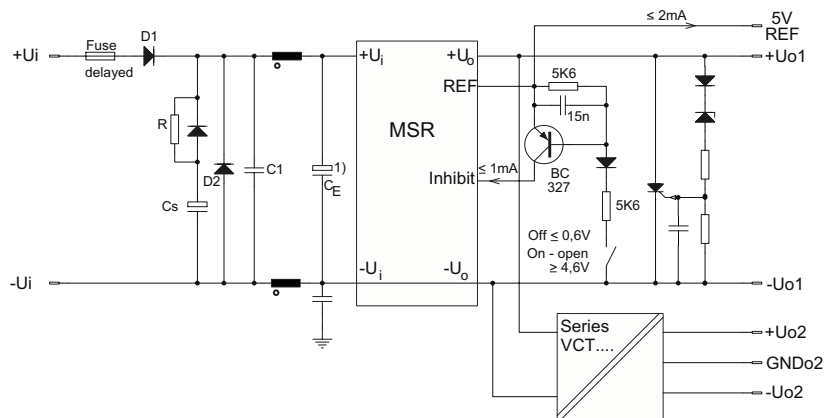 ≤ 2mA
5V
REF
+Ui
Fuse
delayed
D1
+Ui
+Uo
+Uo1
REF
5K6
15n
MSR
R
D2
C1
1)
CE
≤ 1mA
Inhibit
BC
327
5K6
Cs
Off ≤ 0,6V
On - open
≥ 4,6V
-Ui
-Ui
-Uo
-Uo1
Series
VCT....
+Uo2
GNDo2
-Uo2